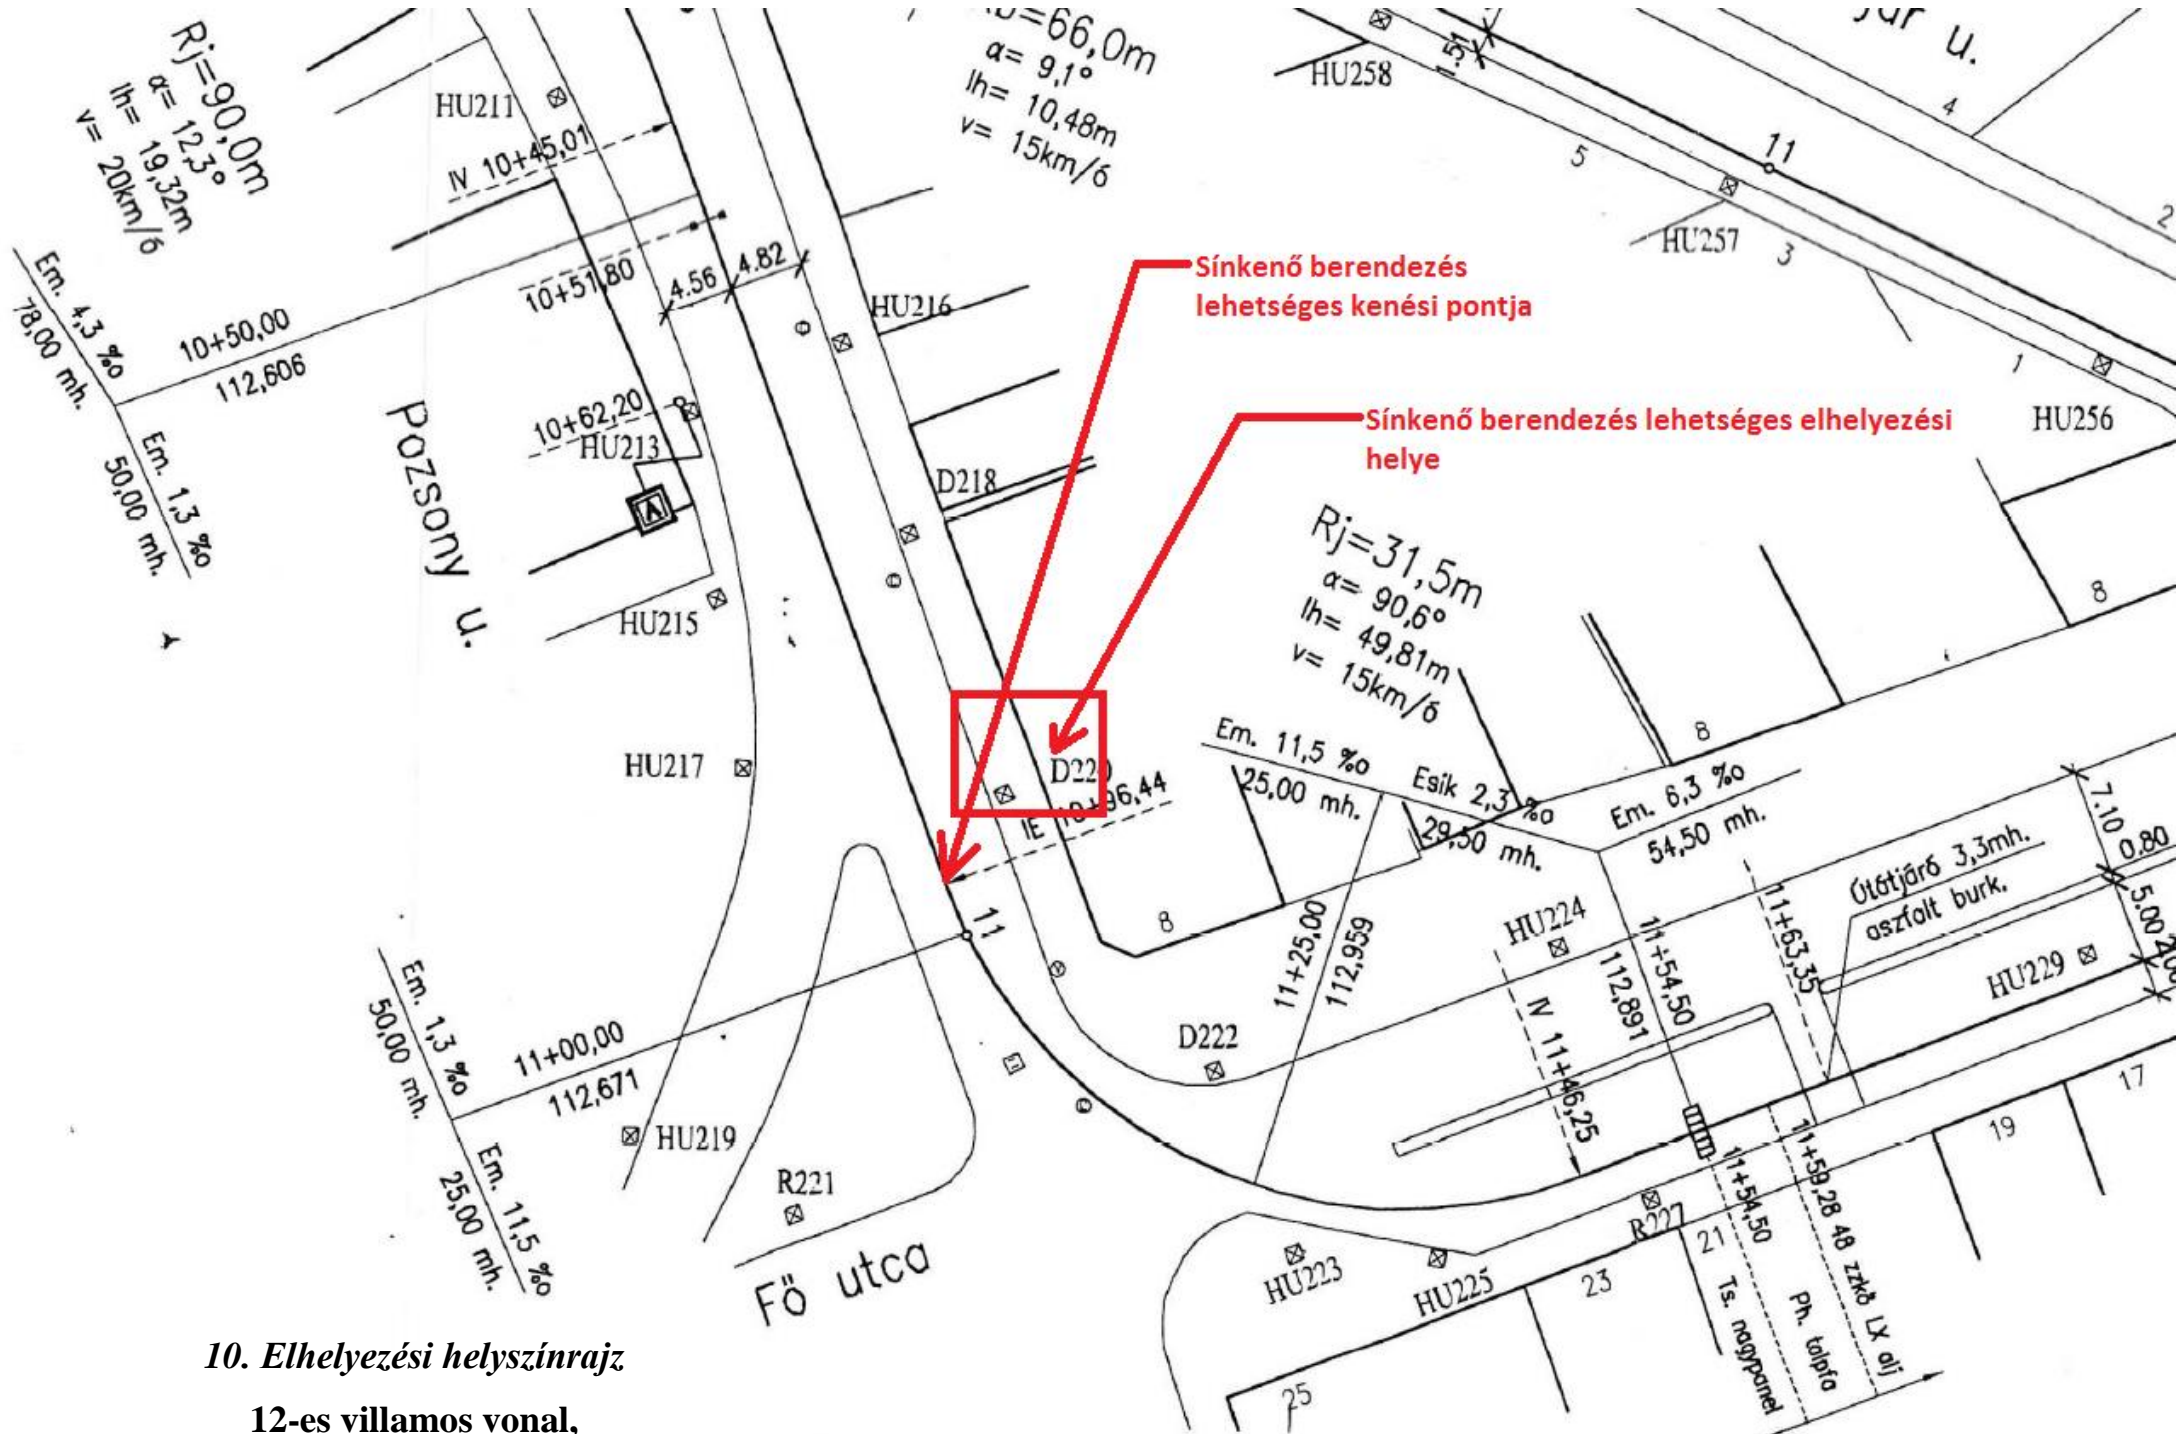 Rj=90,0m
α= 12,3°
lh= 19,32m
v= 20km/ó
HU211
IV 10+45,01
α= 9,1°
lh= 10,48m
v= 15km/ó
HU258
1.51
u.
4
11
5
2
HU257
3
1
HU256
Em. 4,3 ‰
78,00 mh.
10+50,00
112,606
10+51,80
4.56
4.82
HU216
Sínkenő berendezés
lehetséges kenési pontja
Em. 1,3 ‰
50,00 mh.
Pozsony u.
10+62,20
HU213
D218
Sínkenő berendezés lehetséges elhelyezési
helye
HU215
Rj=31,5m
α= 90,6°
lh= 49,81m
v= 15km/ó
8
HU217
D220
IE 10+96,44
Em. 11,5 ‰
25,00 mh.
Esik 2,3 ‰
29,50 mh.
8
Em. 6,3 ‰
54,50 mh.
7.10
0.80
5.00
Útátjáró 3,3mh.
aszfalt burk.
11
8
11+25,00
112,959
HU224
11+54,50
112,891
11+63,35
HU229
Em. 1,3 ‰
50,00 mh.
11+00,00
112,671
D222
IV 11+46,25
HU219
R221
Em. 11,5 ‰
25,00 mh.
Fő utca
HU223
HU225
R227
23
21
19
17
25
11+54,50
Ts. nagypanel
11+59,28 48 zzkő LX alj
Ph. talpfa
10. Elhelyezési helyszínrajz
12-es villamos vonal,